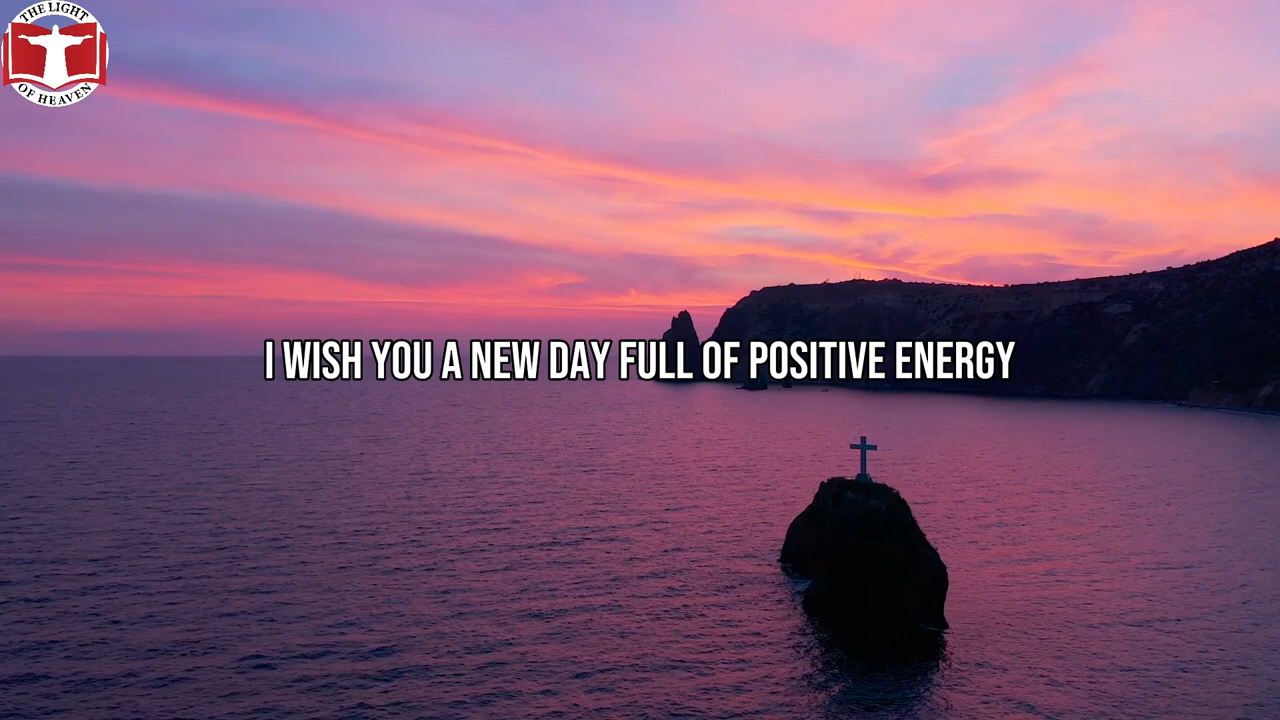 THE LIGHT
OF HEAVEN
I WISH YOU A NEW DAY FULL OF POSITIVE ENERGY